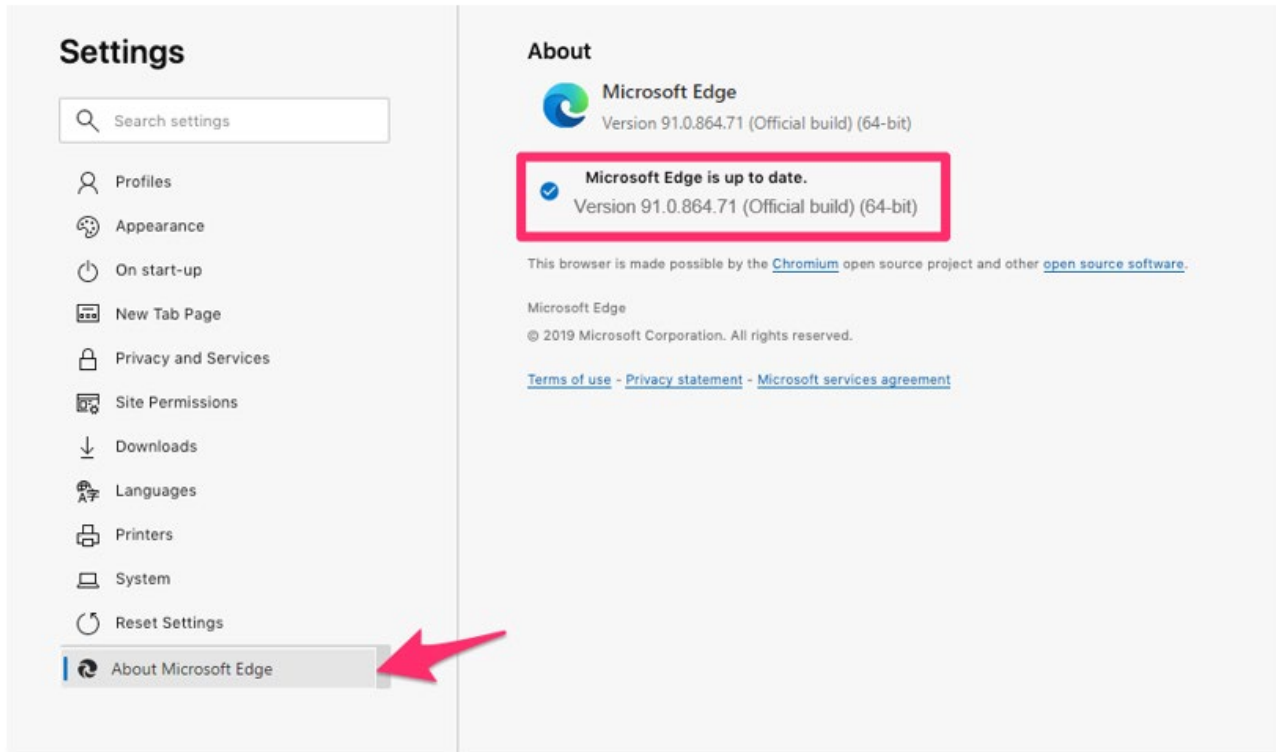 Settings
Search settings
Profiles
Appearance
On start-up
New Tab Page
Privacy and Services
Site Permissions
Downloads
Languages
Printers
System
Reset Settings
About Microsoft Edge
About
Microsoft Edge
Version 91.0.864.71 (Official build) (64-bit)
Microsoft Edge is up to date.
Version 91.0.864.71 (Official build) (64-bit)
This browser is made possible by the Chromium open source project and other open source software.
Microsoft Edge
© 2019 Microsoft Corporation. All rights reserved.
Terms of use - Privacy statement - Microsoft services agreement